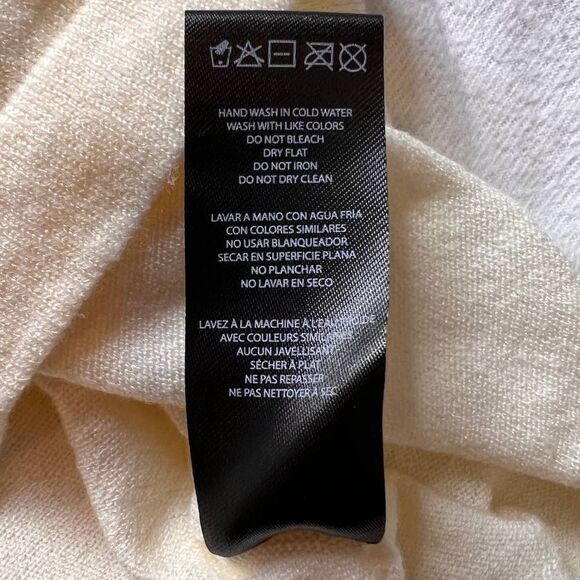 HAND WASH IN COLD WATER
WASH WITH LIKE COLORS
DO NOT BLEACH
DRY FLAT
DO NOT IRON
DO NOT DRY CLEAN
LAVAR A MANO CON AGUA FRÍA
CON COLORES SIMILARES
NO USAR BLANQUEADOR
SECAR EN SUPERFICIE PLANA
NO PLANCHAR
NO LAVAR EN SECO
LAVEZ À LA MACHINE À L'EAU
AVEC COULEURS
AUCUN JAVELLISANT
SÉCHER À PLAT
NE PAS REPASSER
NE PAS NETTOYER À SEC